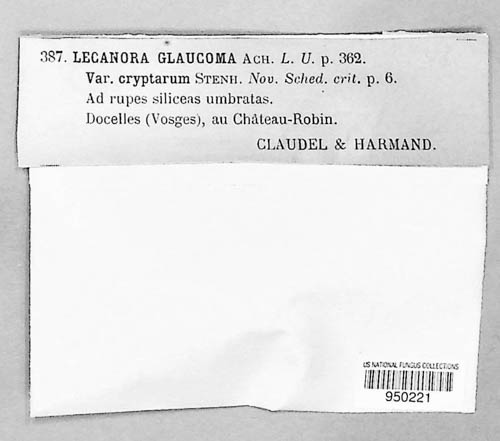 387. LECANORA GLAUCOMA ACH. L. U. p. 362.
Var. cryptarum STENH. Nov. Sched. crit. p. 6.
Ad rupes siliceas umbratas.
Docelles (Vosges), au Château-Robin.
CLAUDEL & HARMAND.
US NATIONAL FUNGUS COLLECTIONS
950221